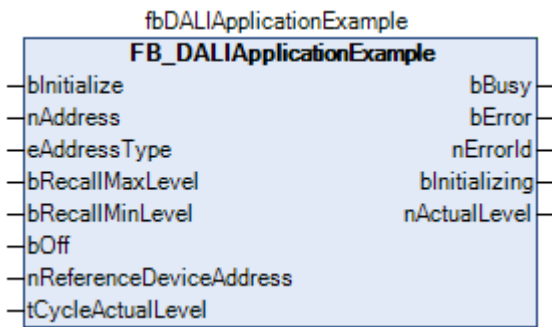 fbDALIApplicationExample
FB_DALIApplicationExample
bInitialize bBusy
nAddress bError
eAddressType nErrorId
bRecallMaxLevel bInitializing
bRecallMinLevel nActualLevel
bOff
nReferenceDeviceAddress
tCycleActualLevel